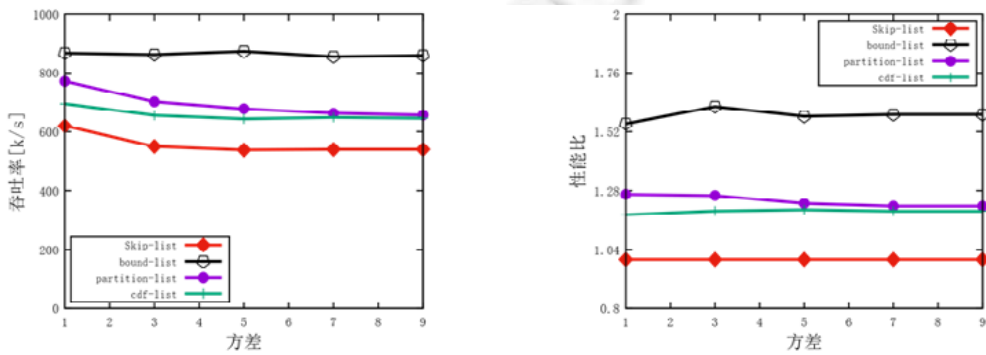 1000
800
600
400
200
0
吞吐率[k/s]
Skip-list
bound-list
partition-list
cdf-list
1 2 3 4 5 6 7 8 9
方差
2
1.76
1.52
1.28
1.04
0.8
性能比
Skip-list
bound-list
partition-list
cdf-list
1 2 3 4 5 6 7 8 9
方差